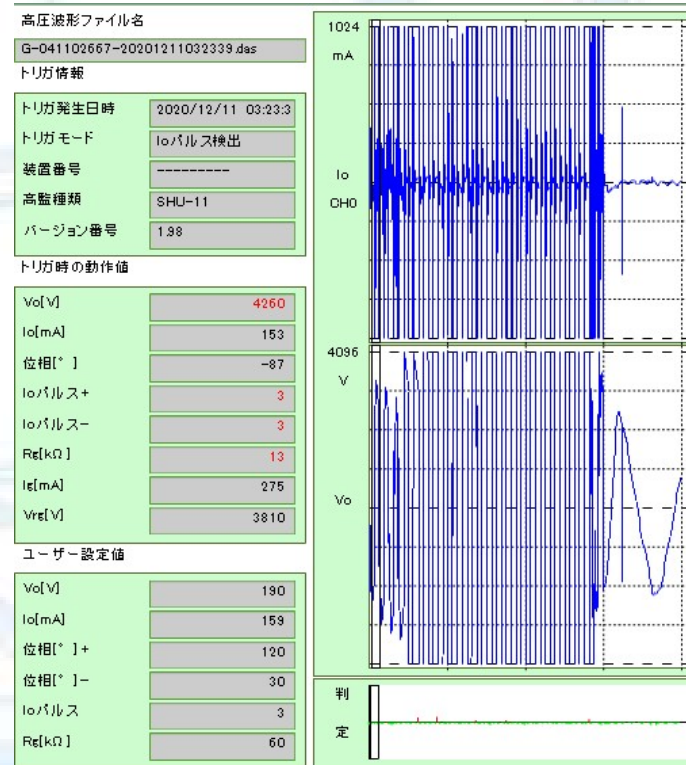 高圧波形ファイル名
G-041102667-20201211032339.das
トリガ情報
トリガ発生日時 2020/12/11 03:23:3
トリガモード Ioパルス検出
装置番号 ---------
高監種類 SHU-11
バージョン番号 1.98
トリガ時の動作値
Vo[V] 4260
Io[mA] 153
位相[°] -87
Ioパルス+ 3
Ioパルス- 3
Rg[kΩ] 13
Ig[mA] 275
Vrg[V] 3810
ユーザー設定値
Vo[V] 190
Io[mA] 159
位相[°]+ 120
位相[°]- 30
Ioパルス 3
Rg[kΩ] 60
1024
mA
Io
CH0
4096
V
Vo
判
定